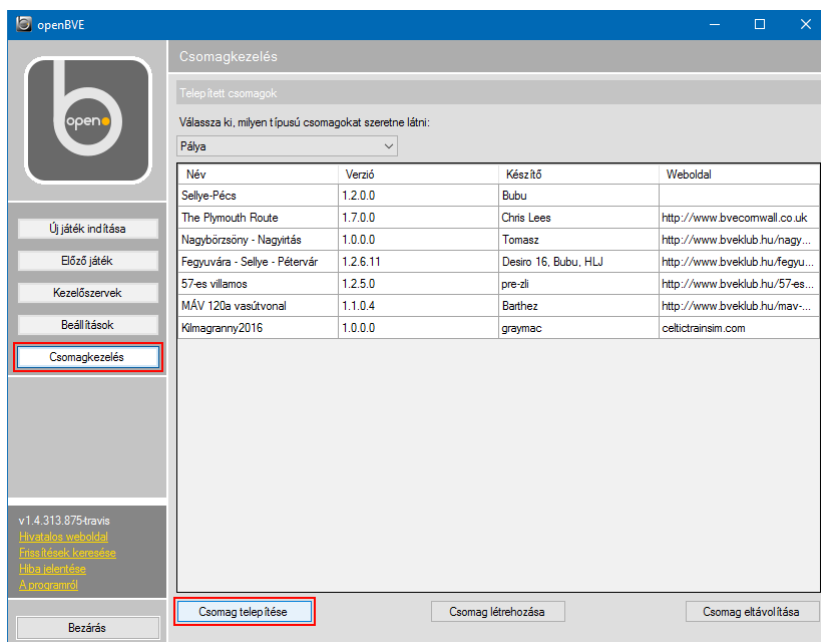 openBVE
open
Új játék indítása
Előző játék
Kezelőszervek
Beállítások
Csomagkezelés
v1.4.313.875-travis
Hivatalos weboldal
Frissítések keresése
Hiba jelentése
A programról
Bezárás
Csomagkezelés
Telepített csomagok
Válassza ki, milyen típusú csomagokat szeretne látni:
Pálya
Név Verzió Készítő Weboldal
Sellye-Pécs 1.2.0.0 Bubu
The Plymouth Route 1.7.0.0 Chris Lees http://www.bvecornwall.co.uk
Nagybörzsöny - Nagyirtás 1.0.0.0 Tomasz http://www.bveklub.hu/nagy...
Fegyuvára - Sellye - Pétervár 1.2.6.11 Desiro 16, Bubu, HLJ http://www.bveklub.hu/fegyu...
57-es villamos 1.2.5.0 pre-zli http://www.bveklub.hu/57-es...
MÁV 120a vasútvonal 1.1.0.4 Barthez http://www.bveklub.hu/mav-...
Kilmagranny2016 1.0.0.0 graymac celtictrainsim.com
Csomag telepítése Csomag létrehozása Csomag eltávolítása